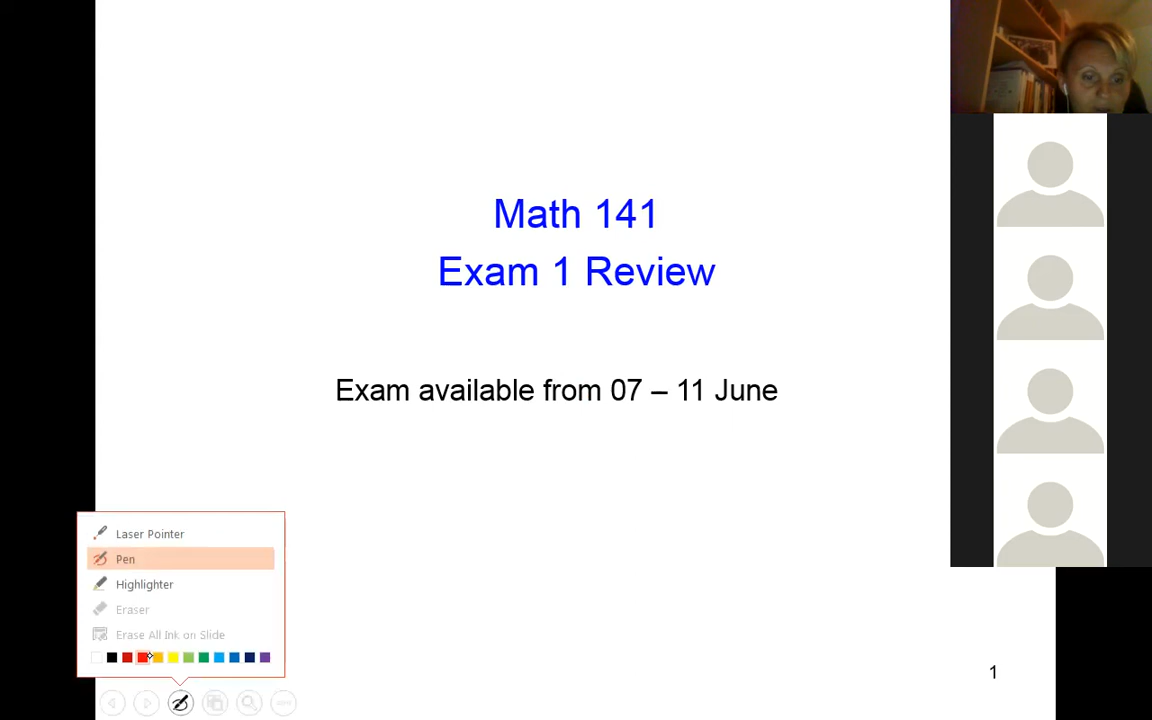 Math 141
Exam 1 Review
Exam available from 07 – 11 June
Laser Pointer
Pen
Highlighter
Eraser
Erase All Ink on Slide
1